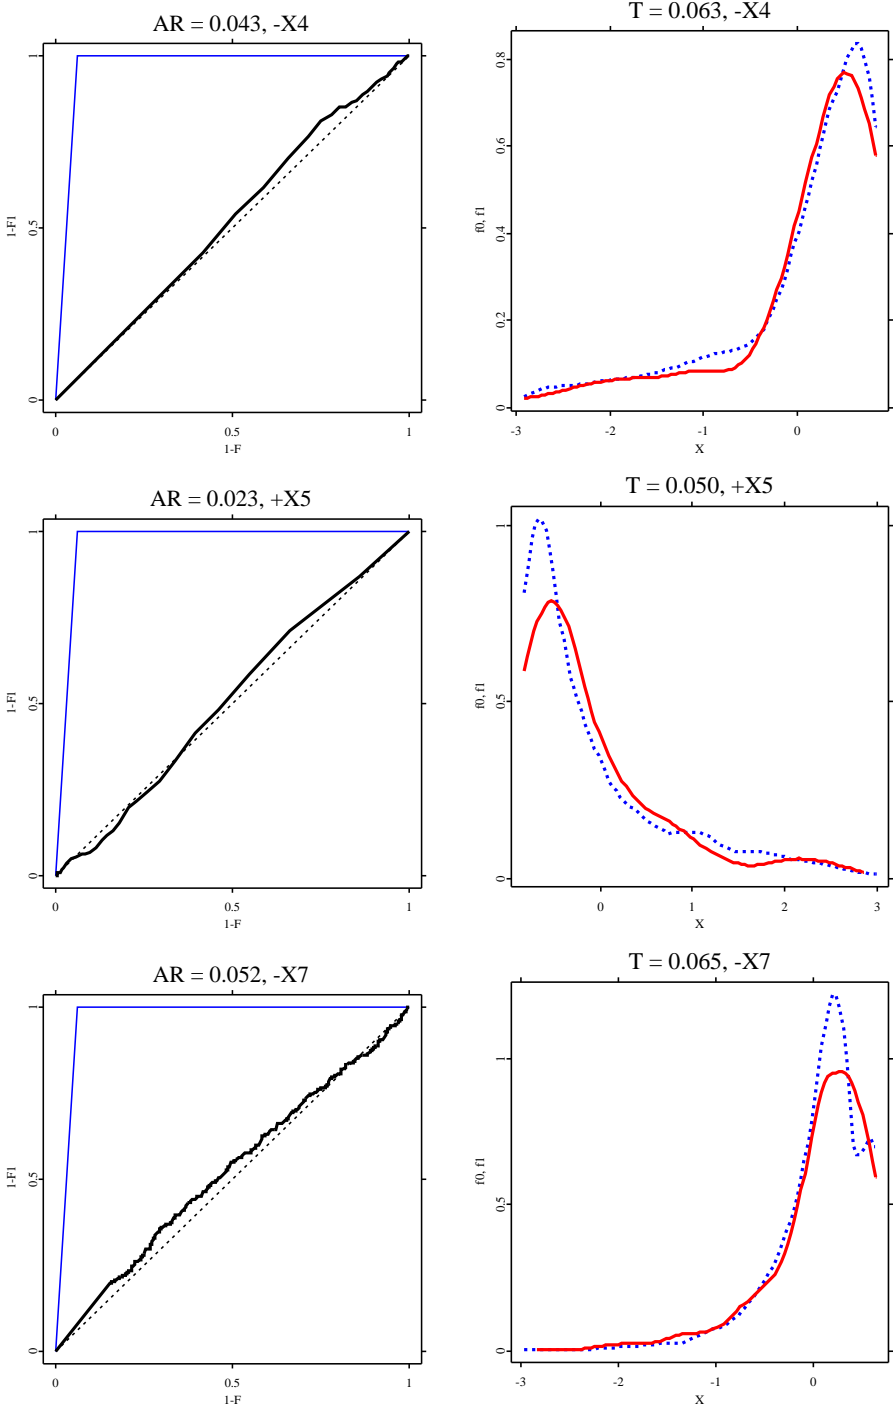 AR = 0.043, -X4
1
0.5
0
1-F1
0
0.5
1
1-F
T = 0.063, -X4
0.8
0.6
0.4
0.2
0
f0, f1
-3
-2
-1
0
X
AR = 0.023, +X5
1
0.5
0
1-F1
0
0.5
1
1-F
T = 0.050, +X5
1
0.5
0
f0, f1
0
1
2
3
X
AR = 0.052, -X7
1
0.5
0
1-F1
0
0.5
1
1-F
T = 0.065, -X7
1
0.5
0
f0, f1
-3
-2
-1
0
X